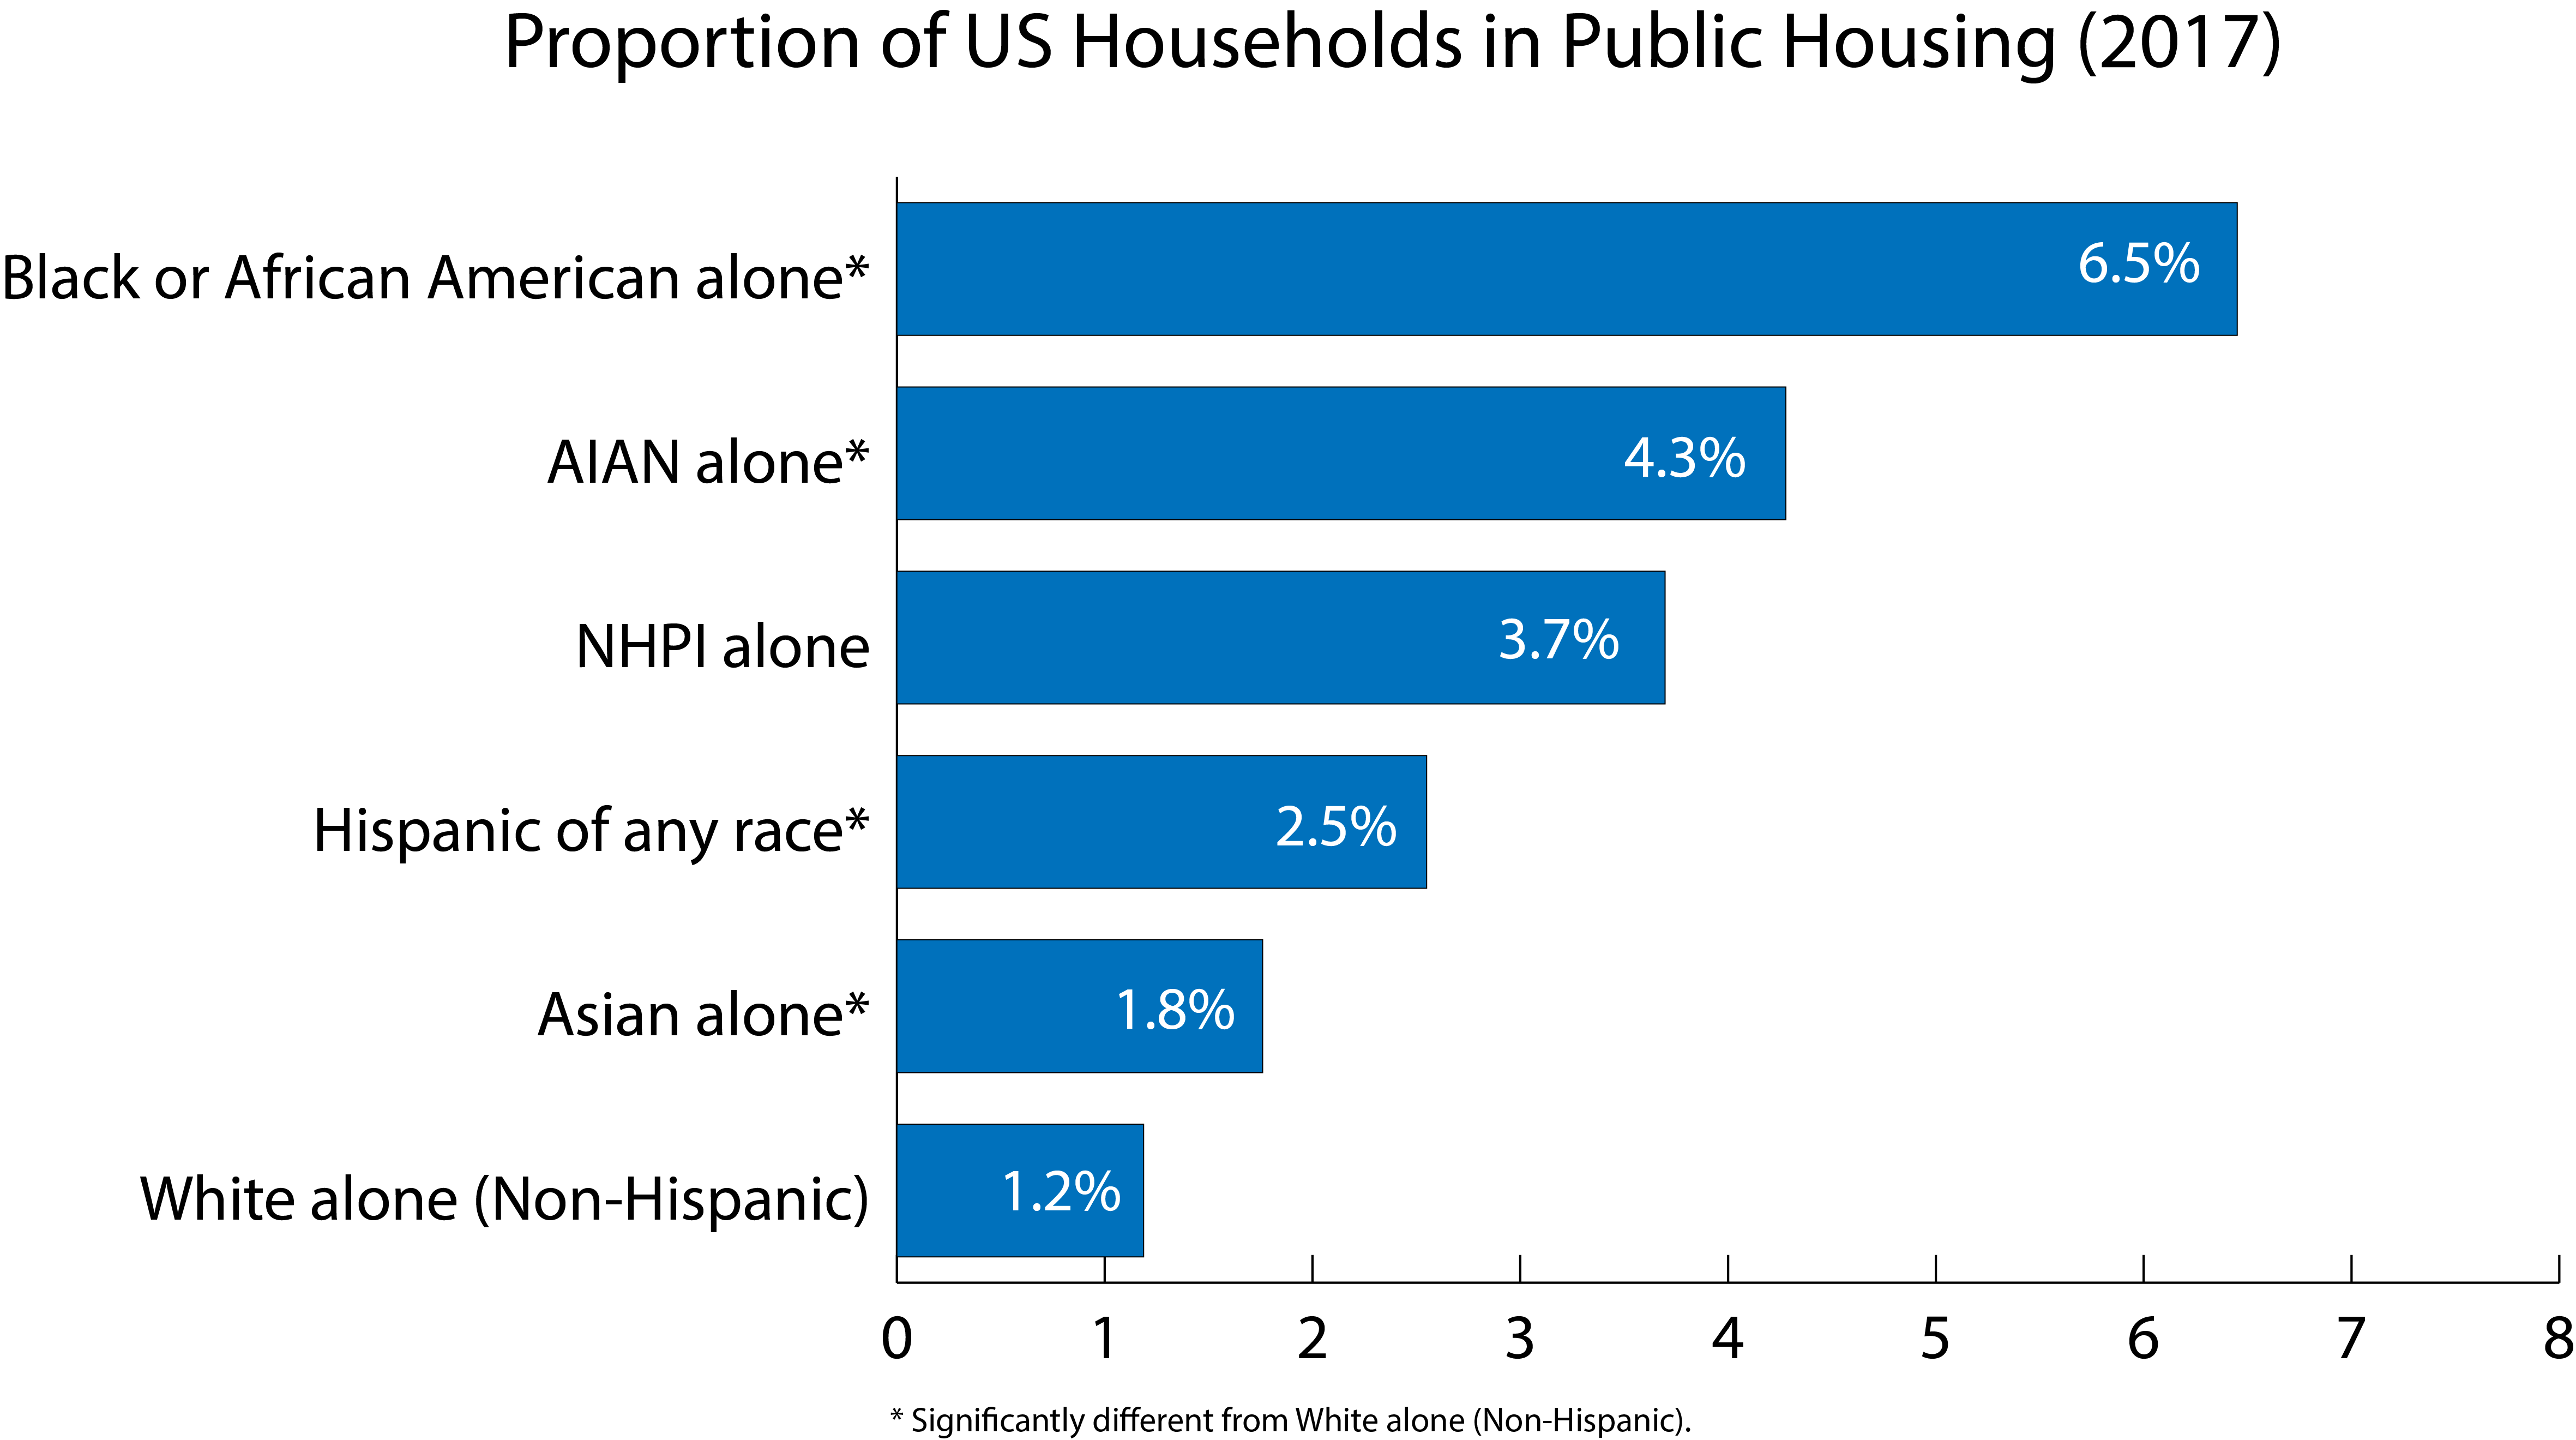 Proportion of US Households in Public Housing (2017)
Black or African American alone*
6.5%
AIAN alone*
4.3%
NHPI alone
3.7%
Hispanic of any race*
2.5%
Asian alone*
1.8%
White alone (Non-Hispanic)
1.2%
0 1 2 3 4 5 6 7 8
* Significantly different from White alone (Non-Hispanic).